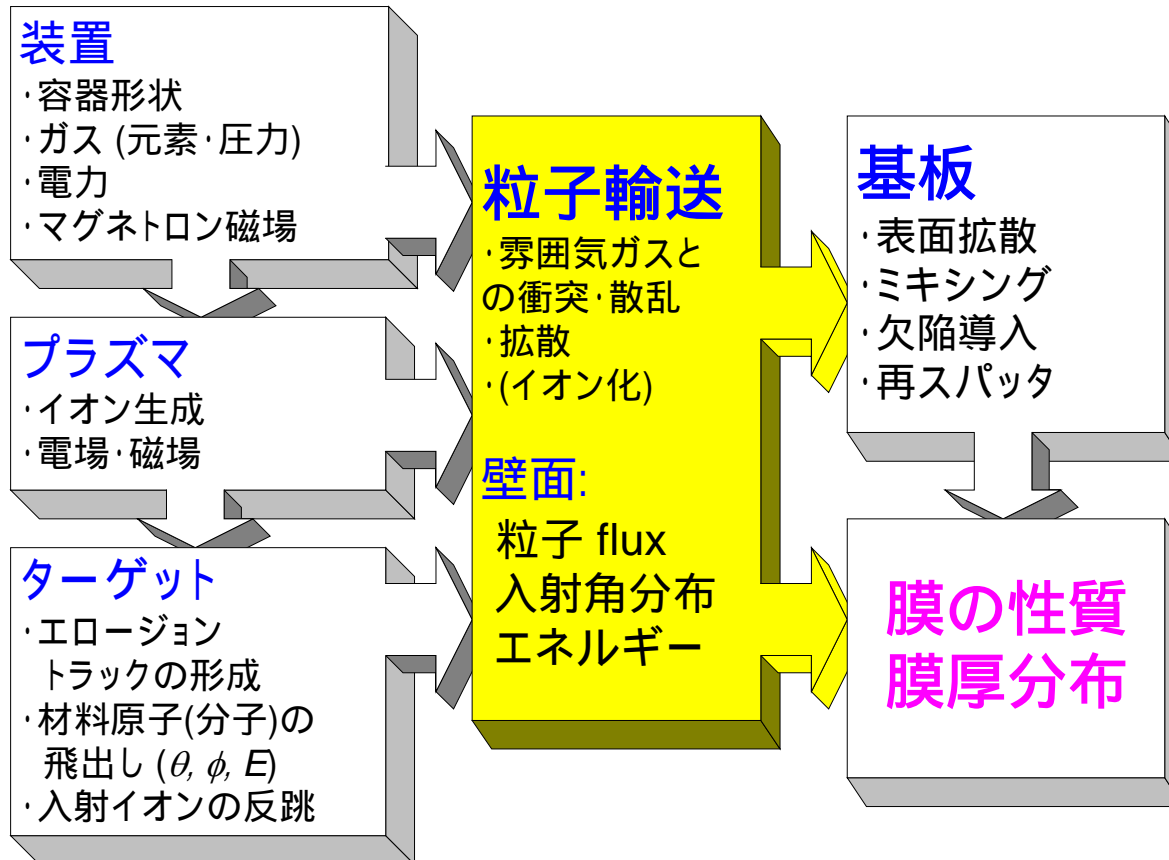 装置
・容器形状
・ガス (元素・圧力)
・電力
・マグネトロン磁場
プラズマ
・イオン生成
・電場・磁場
ターゲット
・エロージョン
トラックの形成
・材料原子(分子)の
飛出し (θ, ϕ, E)
・入射イオンの反跳
粒子輸送
・雰囲気ガスと
の衝突・散乱
・拡散
・(イオン化)
壁面:
粒子 flux
入射角分布
エネルギー
基板
・表面拡散
・ミキシング
・欠陥導入
・再スパッタ
膜の性質
膜厚分布